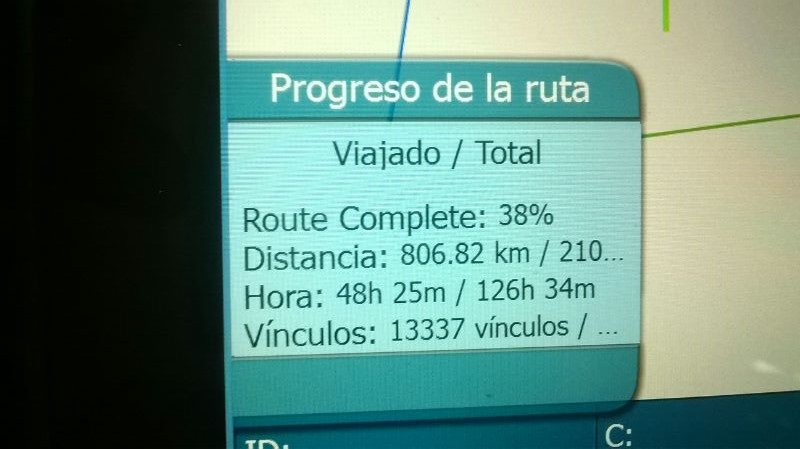 Progreso de la ruta
Viajado / Total
Route Complete: 38%
Distancia: 806.82 km / 210...
Hora: 48h 25m / 126h 34m
Vínculos: 13337 vínculos / ...
ID:
C: